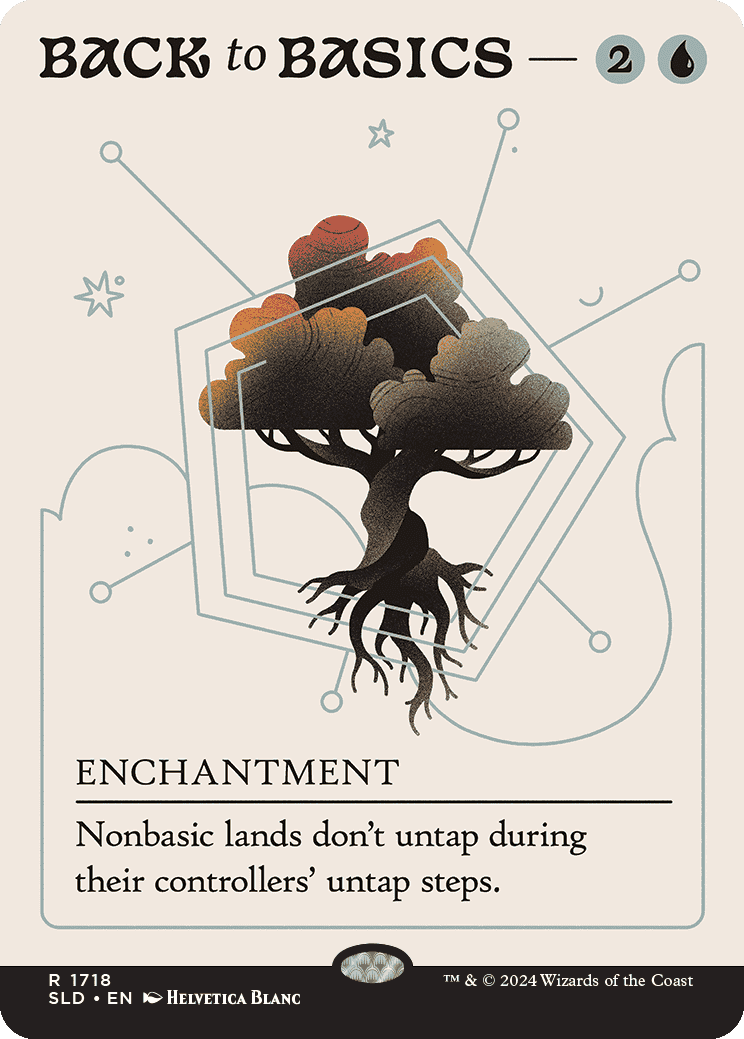 BACK to BASICS — 2
ENCHANTMENT
Nonbasic lands don't untap during
their controllers' untap steps.
R 1718
SLD • EN HELVETICA BLANC
™ & © 2024 Wizards of the Coast